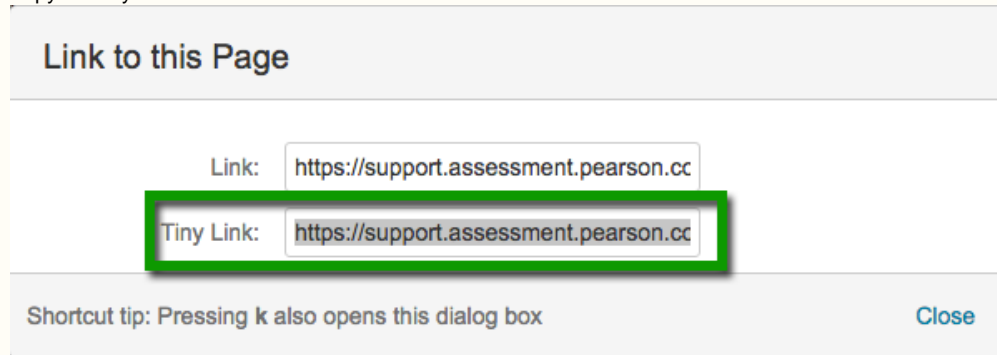 Link to this Page
Link: https://support.assessment.pearson.cc
Tiny Link: https://support.assessment.pearson.cc
Shortcut tip: Pressing k also opens this dialog box Close